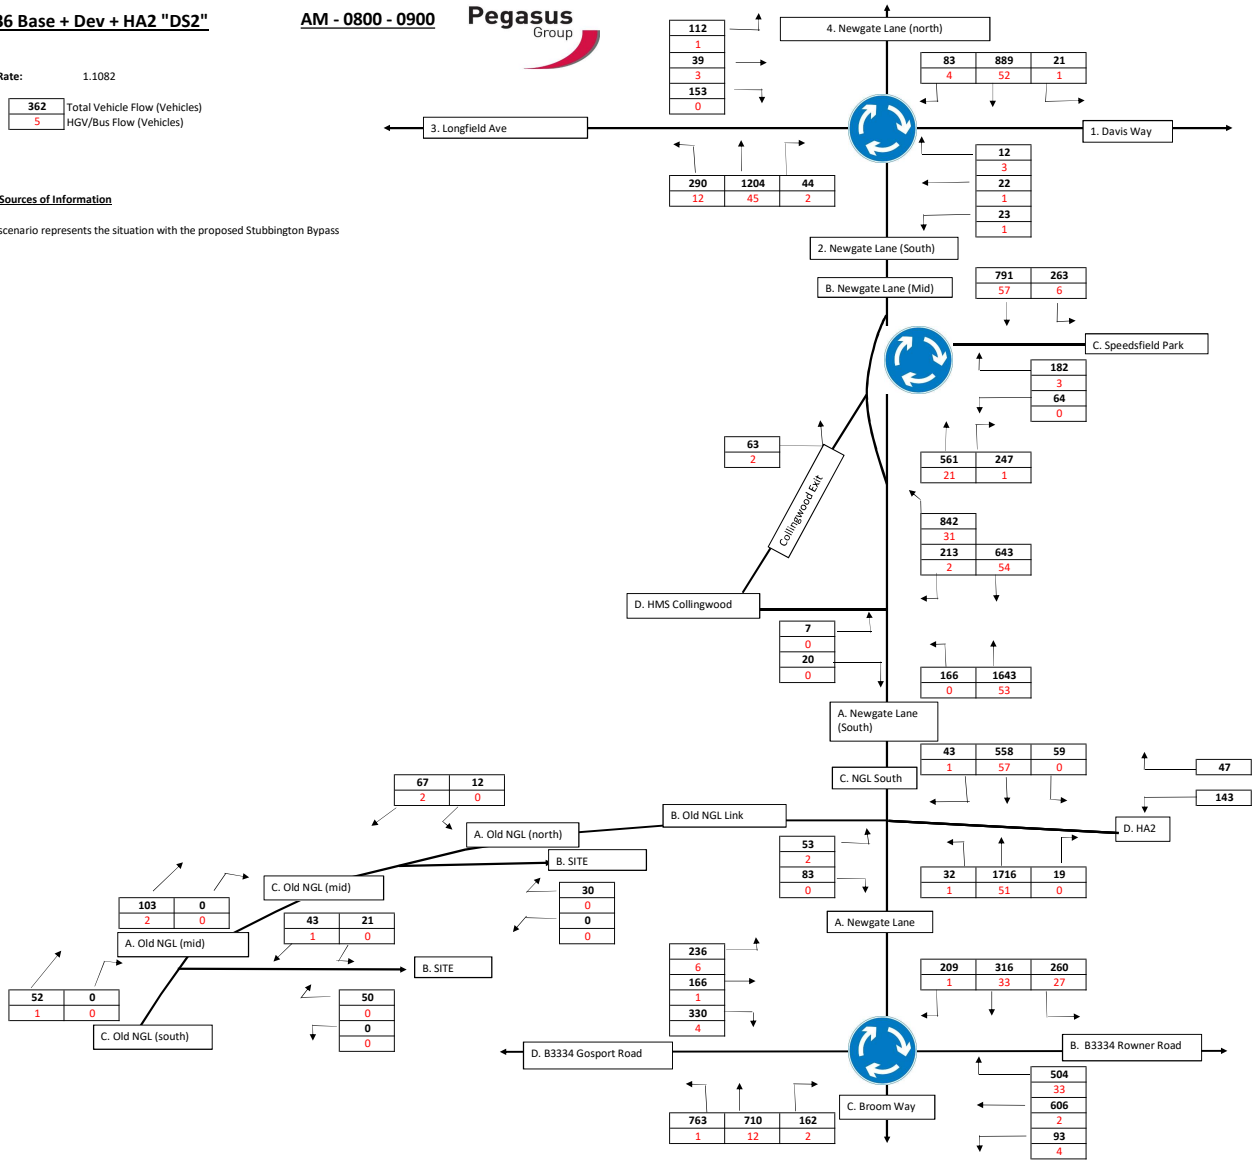 36 Base + Dev + HA2 "DS2"
AM - 0800 - 0900
Pegasus
Group
Rate: 1.1082
362 Total Vehicle Flow (Vehicles)
5 HGV/Bus Flow (Vehicles)
Sources of Information
scenario represents the situation with the proposed Stubbington Bypass
4. Newgate Lane (north)
112
1
39
3
153
0
83 889 21
4 52 1
3. Longfield Ave
1. Davis Way
290 1204 44
12 45 2
12
3
22
1
23
1
2. Newgate Lane (South)
B. Newgate Lane (Mid)
791 263
57 6
C. Speedsfield Park
182
3
64
0
63
2
561 247
21 1
Collingwood Exit
842
31
213 643
2 54
D. HMS Collingwood
7
0
20
0
166 1643
0 53
A. Newgate Lane
(South)
C. NGL South
43 558 59
1 57 0
47
143
67 12
2 0
B. Old NGL Link
D. HA2
A. Old NGL (north)
B. SITE
53
2
83
0
32 1716 19
1 51 0
C. Old NGL (mid)
30
0
0
0
103 0
2 0
43 21
1 0
A. Newgate Lane
A. Old NGL (mid)
B. SITE
236
6
166
1
330
4
209 316 260
1 33 27
52 0
1 0
50
0
0
0
C. Old NGL (south)
D. B3334 Gosport Road
B. B3334 Rowner Road
504
33
606
2
93
4
C. Broom Way
763 710 162
1 12 2